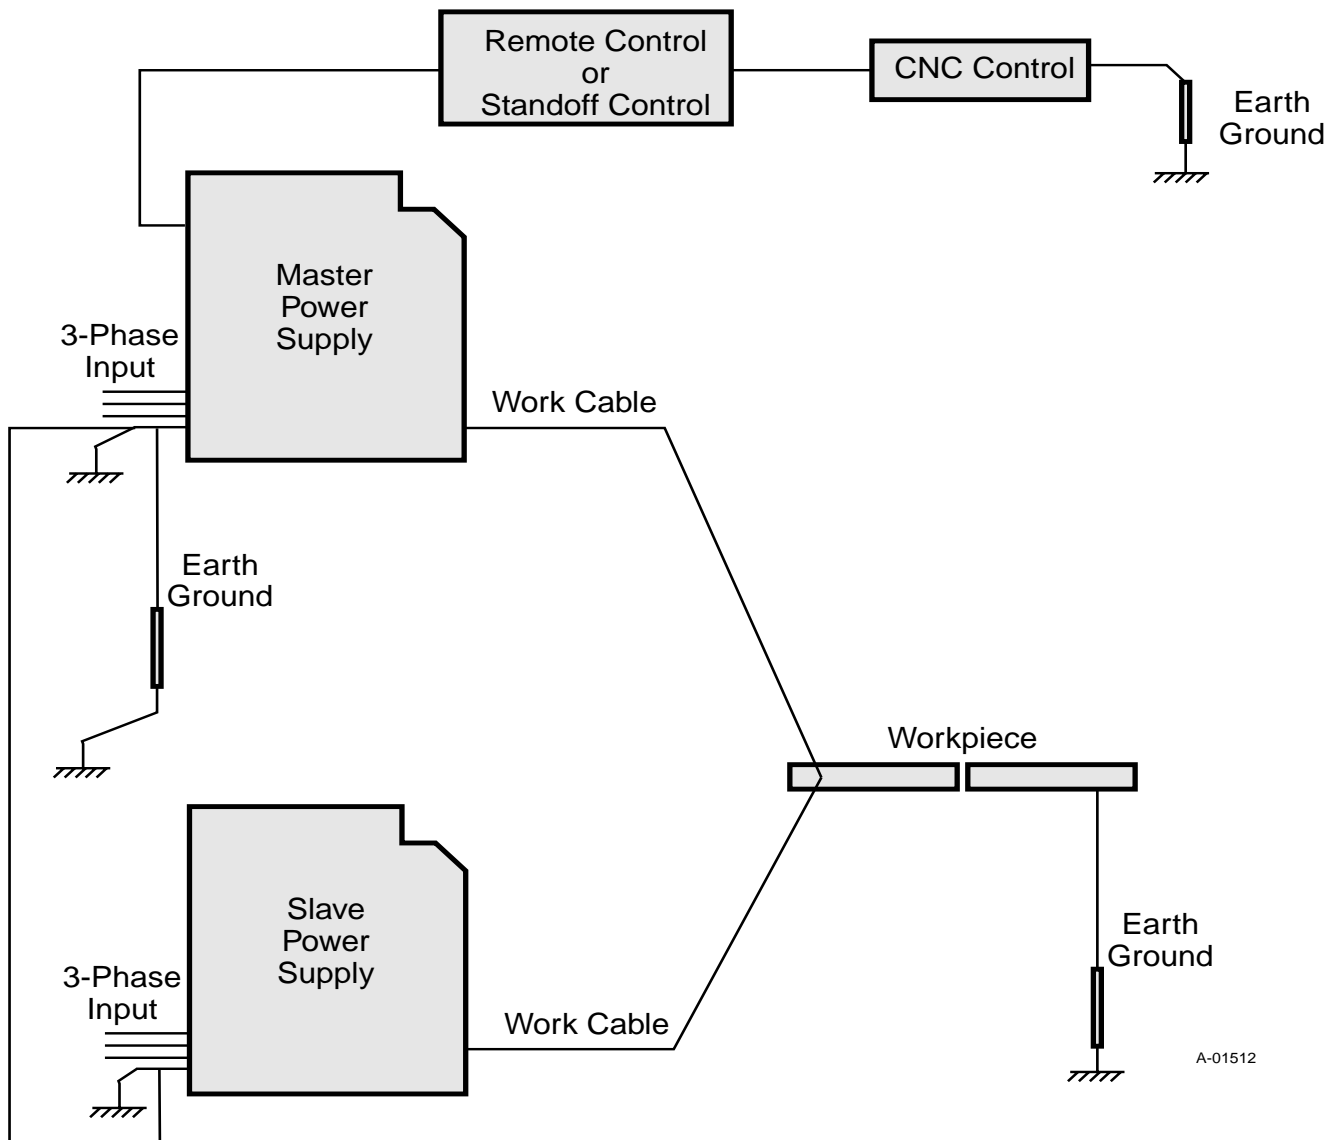 Remote Control
or
Standoff Control
CNC Control
Earth
Ground
Master
Power
Supply
3-Phase
Input
Work Cable
Earth
Ground
Workpiece
Slave
Power
Supply
Earth
Ground
3-Phase
Input
Work Cable
A-01512